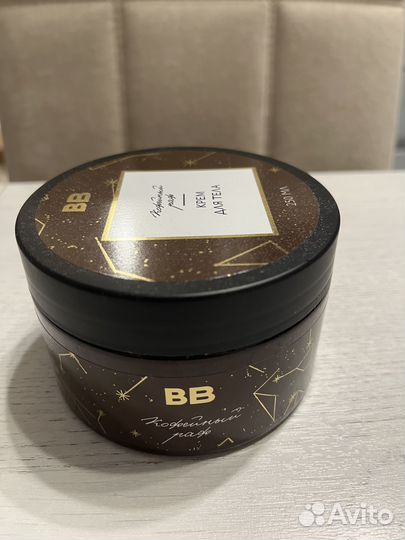 BB
Кофейный
раф
КРЕМ
ДЛЯ ТЕЛА
250 МЛ
BB
Кофейный
раф
Avito